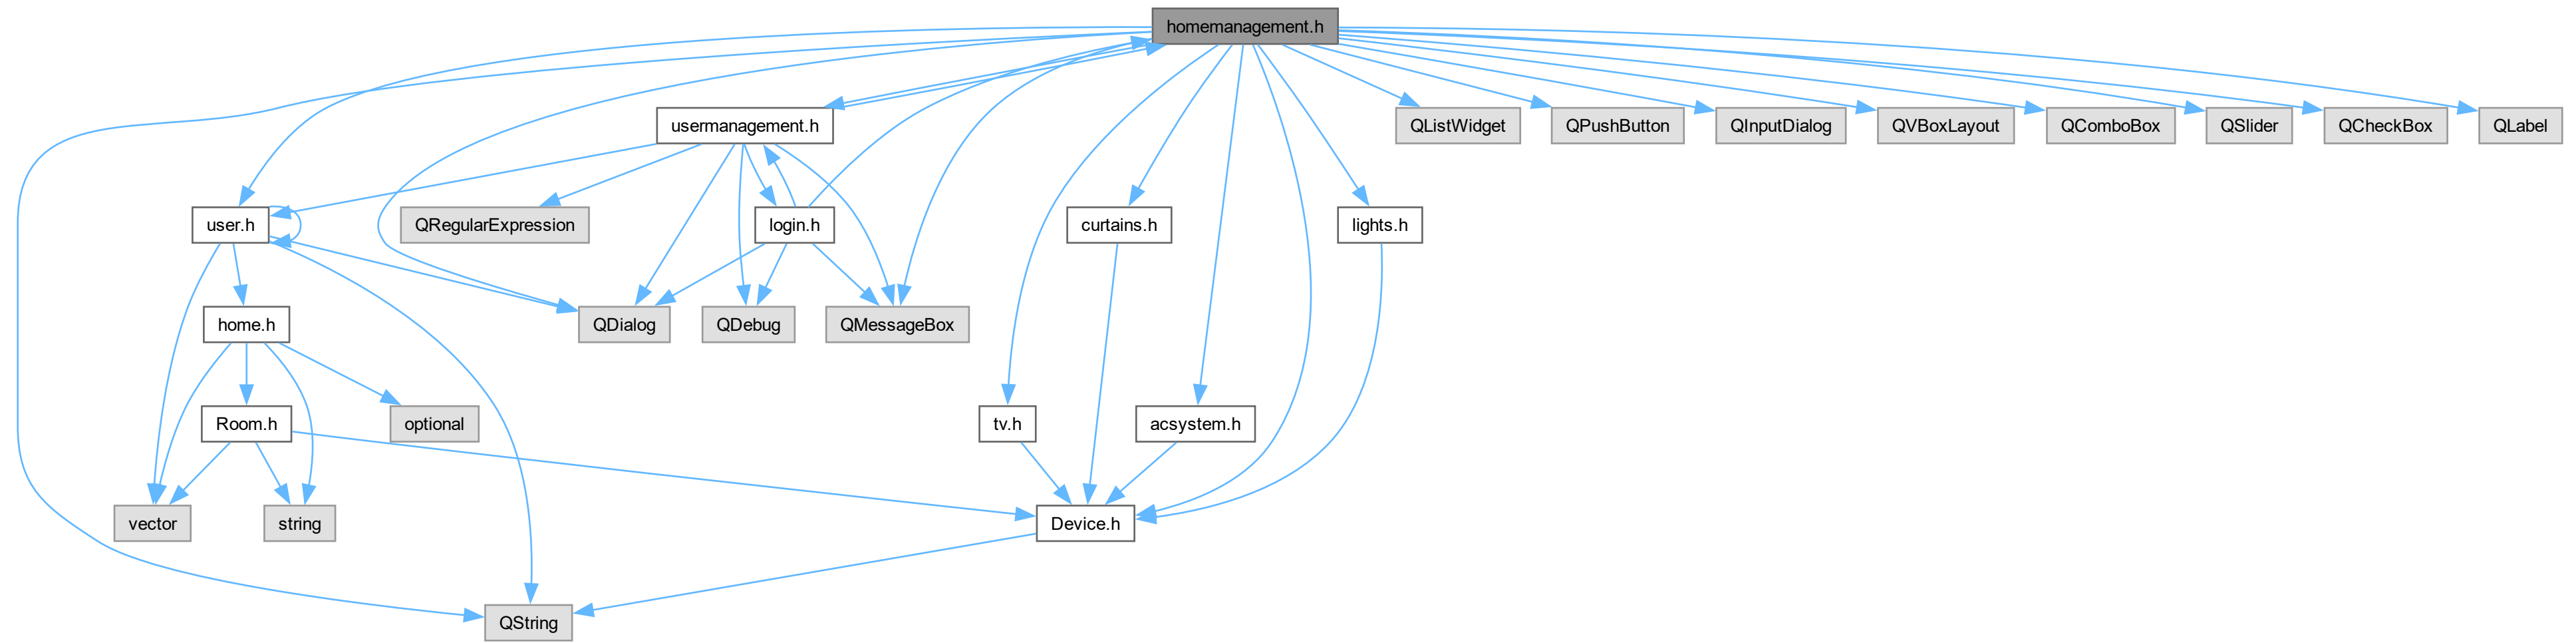 homemanagement.h
usermanagement.h
QListWidget
QPushButton
QInputDialog
QVBoxLayout
QComboBox
QSlider
QCheckBox
QLabel
user.h
QRegularExpression
login.h
curtains.h
lights.h
home.h
QDialog
QDebug
QMessageBox
Room.h
optional
tv.h
acsystem.h
vector
string
Device.h
QString